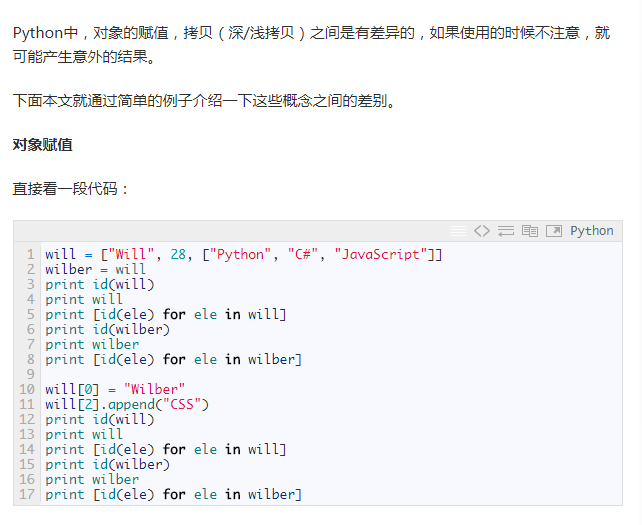 Python中，对象的赋值，拷贝（深/浅拷贝）之间是有差异的，如果使用的时候不注意，就
可能产生意外的结果。
下面本文就通过简单的例子介绍一下这些概念之间的差别。
对象赋值
直接看一段代码：
Python
1 will = ["Will", 28, ["Python", "C#", "JavaScript"]]
2 wilber = will
3 print id(will)
4 print will
5 print [id(ele) for ele in will]
6 print id(wilber)
7 print wilber
8 print [id(ele) for ele in wilber]
9
10 will[0] = "Wilber"
11 will[2].append("CSS")
12 print id(will)
13 print will
14 print [id(ele) for ele in will]
15 print id(wilber)
16 print wilber
17 print [id(ele) for ele in wilber]